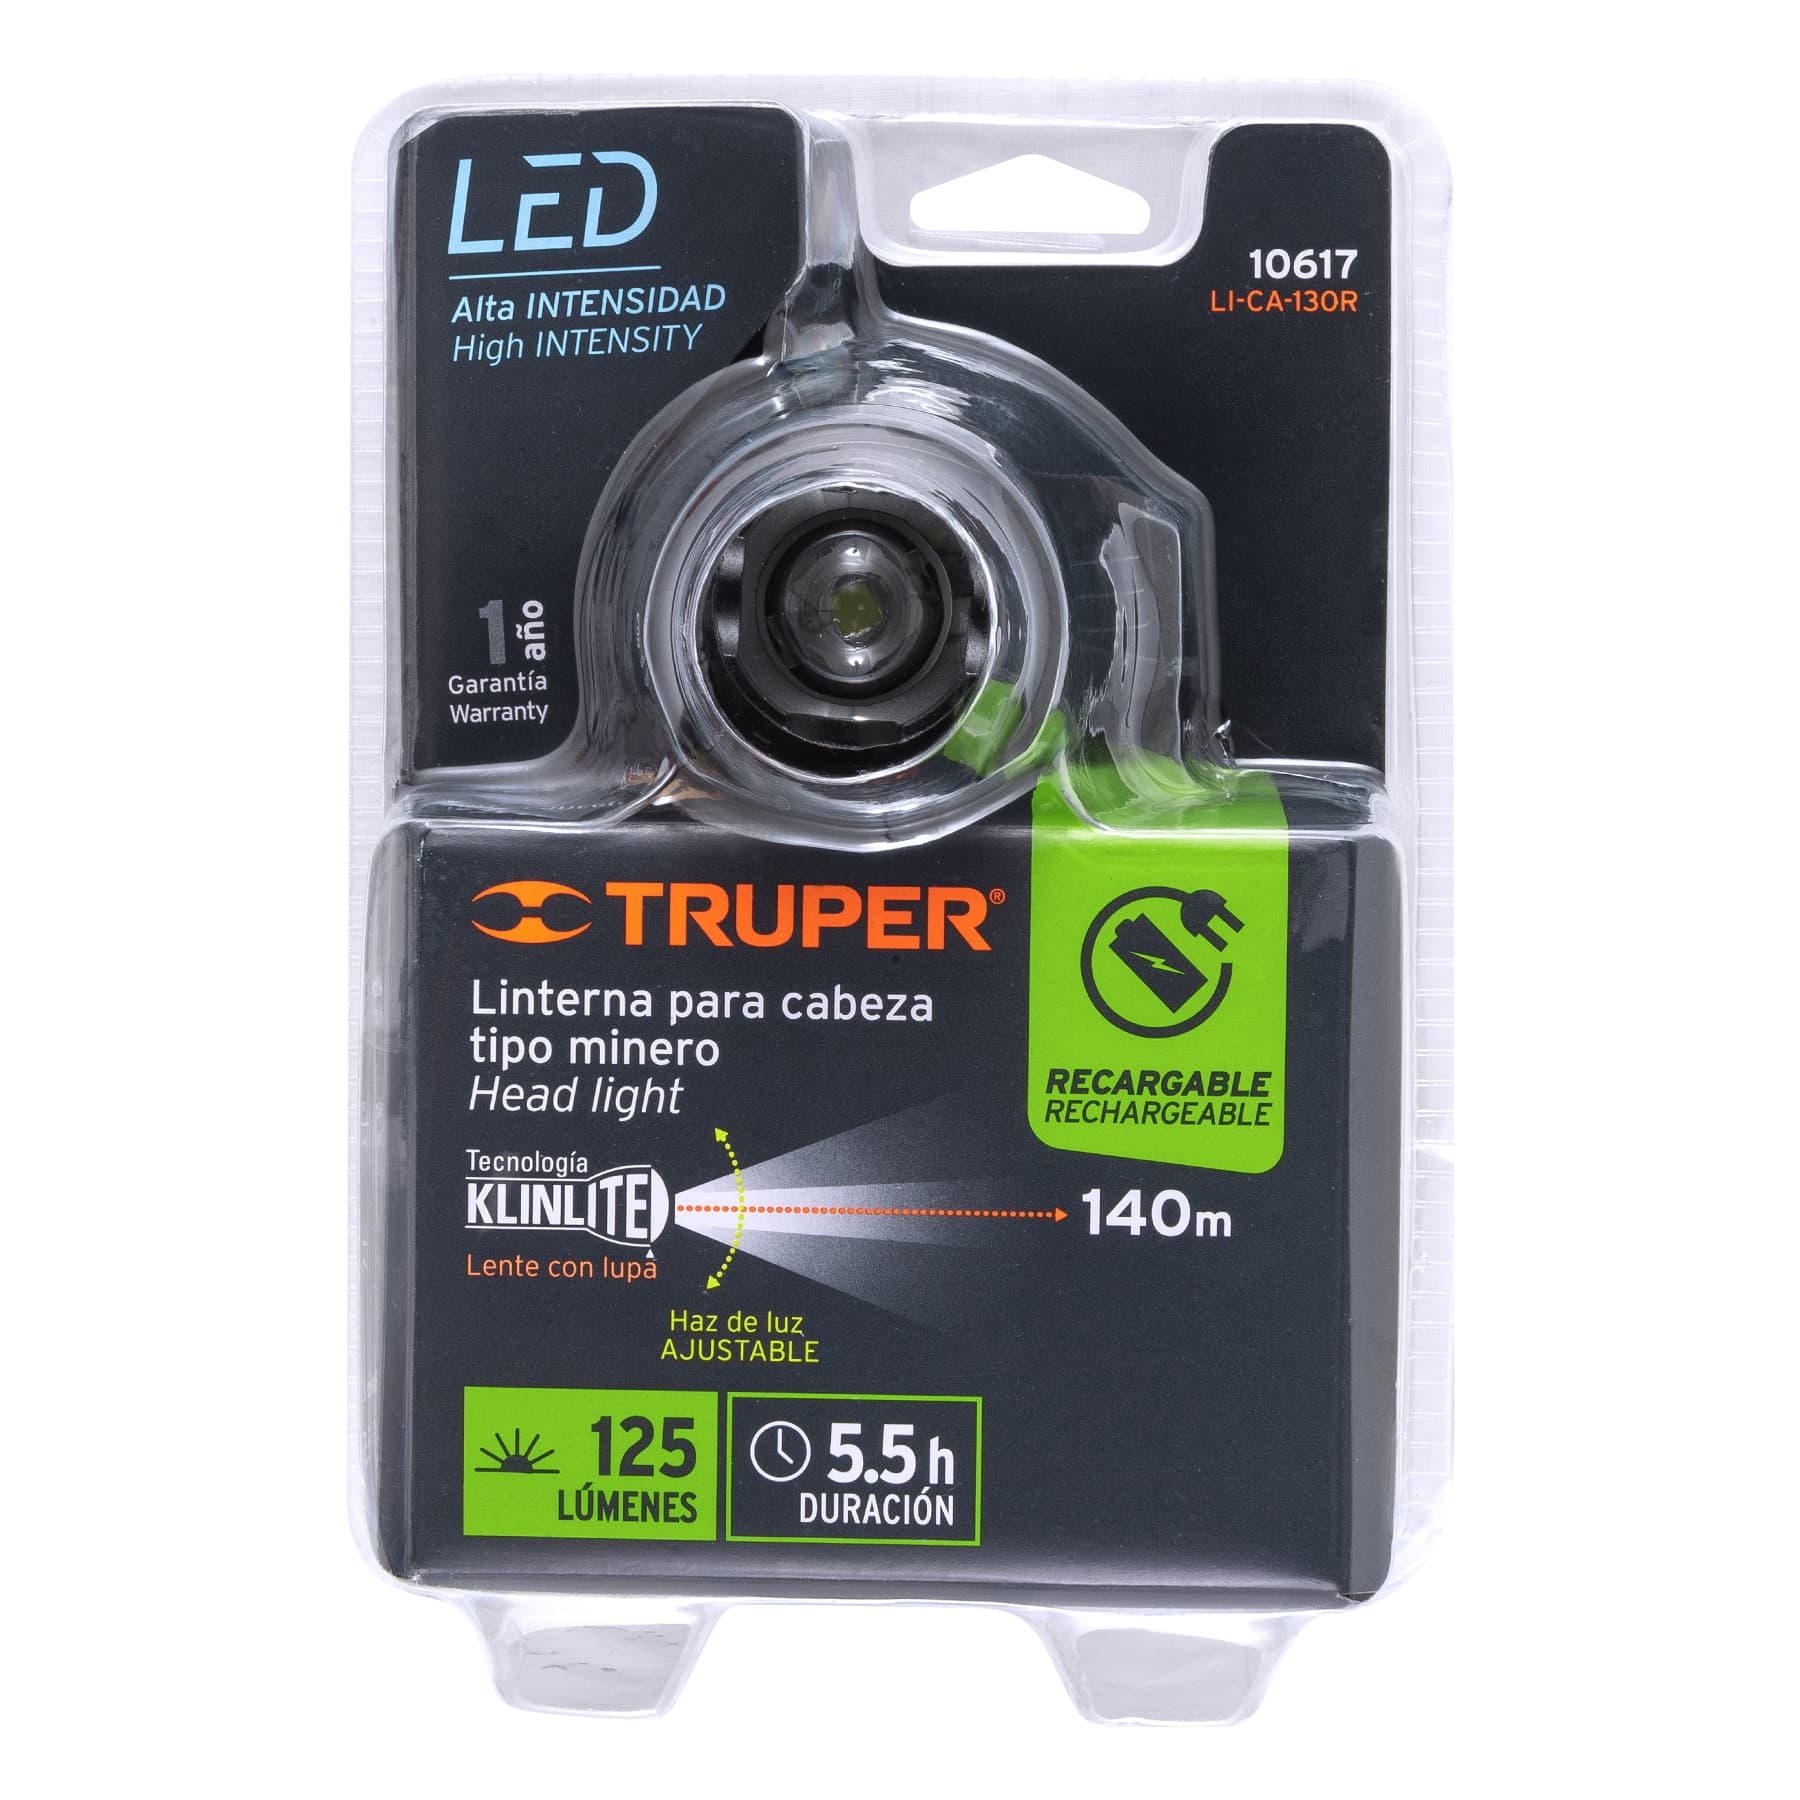 LED
Alta INTENSIDAD
High INTENSITY
10617
LI-CA-130R
1 año
Garantía
Warranty
TRUPER®
Linterna para cabeza
tipo minero
Head light
RECARGABLE
RECHARGEABLE
Tecnología
KLINLITE
Lente con lupa
140m
Haz de luz
AJUSTABLE
125
LÚMENES
5.5h
DURACIÓN